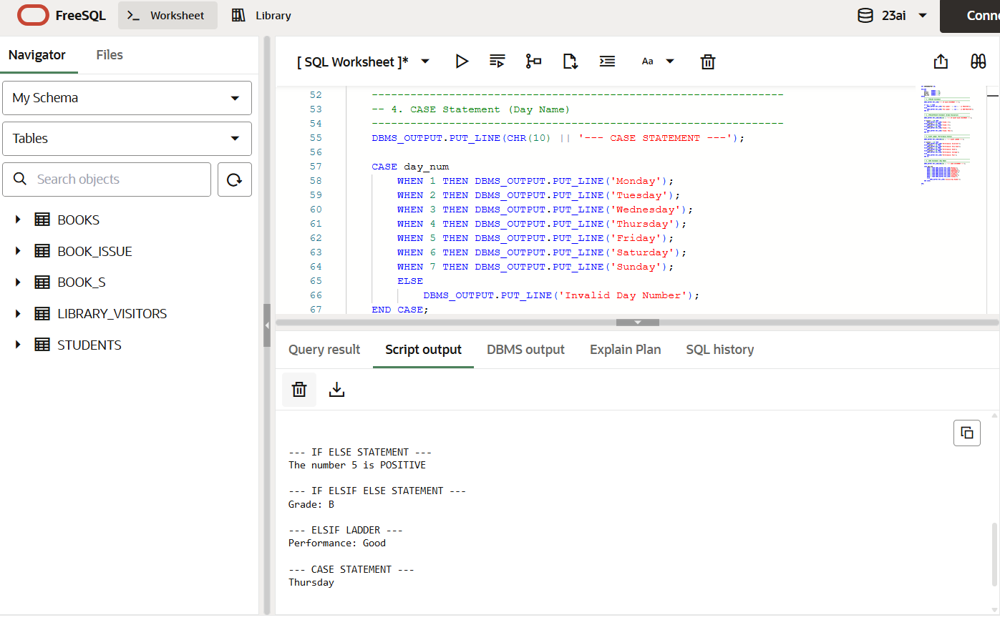 FreeSQL
Worksheet
Library
23ai
Conne
Navigator
Files
My Schema
Tables
Search objects
BOOKS
BOOK_ISSUE
BOOK_S
LIBRARY_VISITORS
STUDENTS
[ SQL Worksheet ]*
Aa
52 ----------------------------------------------------------------
53 -- 4. CASE Statement (Day Name)
54 ----------------------------------------------------------------
55 DBMS_OUTPUT.PUT_LINE(CHR(10) || '--- CASE STATEMENT ---');
56
57 CASE day_num
58 WHEN 1 THEN DBMS_OUTPUT.PUT_LINE('Monday');
59 WHEN 2 THEN DBMS_OUTPUT.PUT_LINE('Tuesday');
60 WHEN 3 THEN DBMS_OUTPUT.PUT_LINE('Wednesday');
61 WHEN 4 THEN DBMS_OUTPUT.PUT_LINE('Thursday');
62 WHEN 5 THEN DBMS_OUTPUT.PUT_LINE('Friday');
63 WHEN 6 THEN DBMS_OUTPUT.PUT_LINE('Saturday');
64 WHEN 7 THEN DBMS_OUTPUT.PUT_LINE('Sunday');
65 ELSE
66 DBMS_OUTPUT.PUT_LINE('Invalid Day Number');
67 END CASE;
Query result
Script output
DBMS output
Explain Plan
SQL history
--- IF ELSE STATEMENT ---
The number 5 is POSITIVE
--- IF ELSIF ELSE STATEMENT ---
Grade: B
--- ELSIF LADDER ---
Performance: Good
--- CASE STATEMENT ---
Thursday